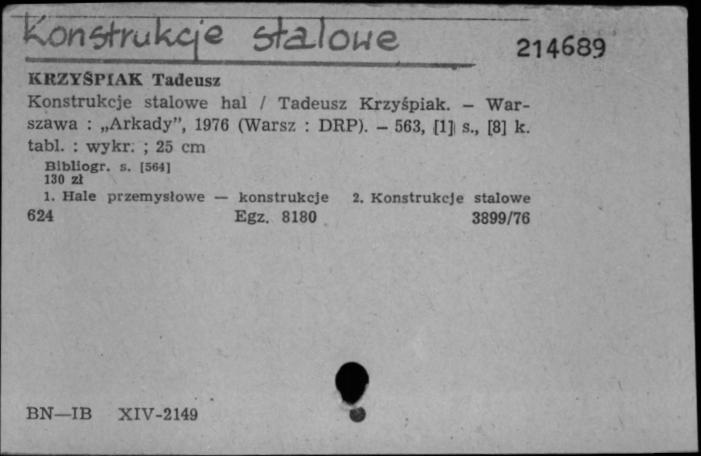 Konstrukcje stalowe
214689
KRZYŚPIAK Tadeusz
Konstrukcje stalowe hal / Tadeusz Krzyśpiak. — War-
szawa : „Arkady”, 1976 (Warsz : DRP). — 563, [1] s., [8] k.
tabl. : wykr. ; 25 cm
Bibliogr. s. [564]
130 zł
1. Hale przemysłowe — konstrukcje 2. Konstrukcje stalowe
624 Egz. 8180 3899/76
BN—IB XIV-2149